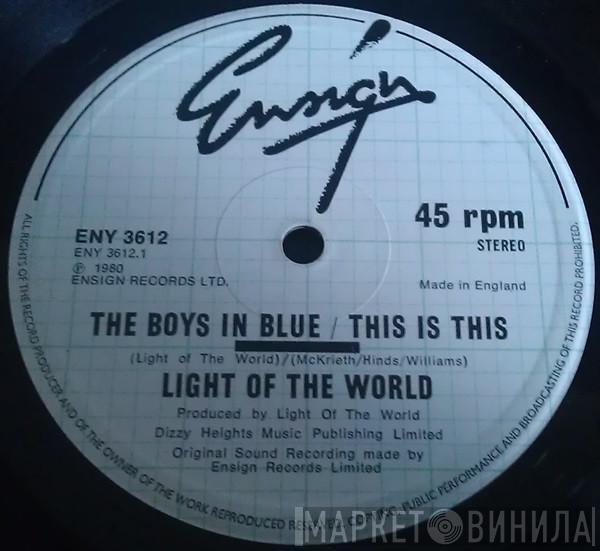 Ensign
45 rpm
STEREO
ENY 3612
ENY 3612.1
Ⓟ 1980
ENSIGN RECORDS LTD.
Made in England
THE BOYS IN BLUE / THIS IS THIS
(Light of The World)/(McKrieth/Hinds/Williams)
LIGHT OF THE WORLD
Produced by Light Of The World
Dizzy Heights Music Publishing Limited
Original Sound Recording made by
Ensign Records Limited
ALL RIGHTS OF THE RECORD PRODUCER AND OF THE OWNER OF THE WORK REPRODUCED RESERVED. COPYING, PUBLIC PERFORMANCE AND BROADCASTING OF THIS RECORD PROHIBITED.
МАРКЕТ ВИНИЛА